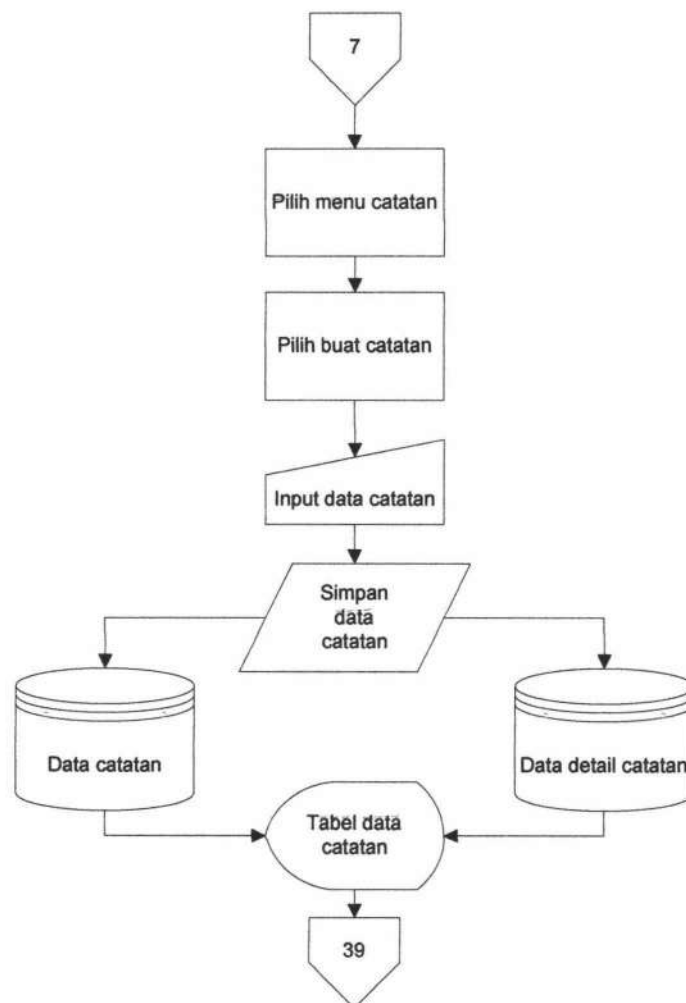 7
Pilih menu catatan
Pilih buat catatan
Input data catatan
Simpan
data
catatan
Data catatan
Data detail catatan
Tabel data
catatan
39